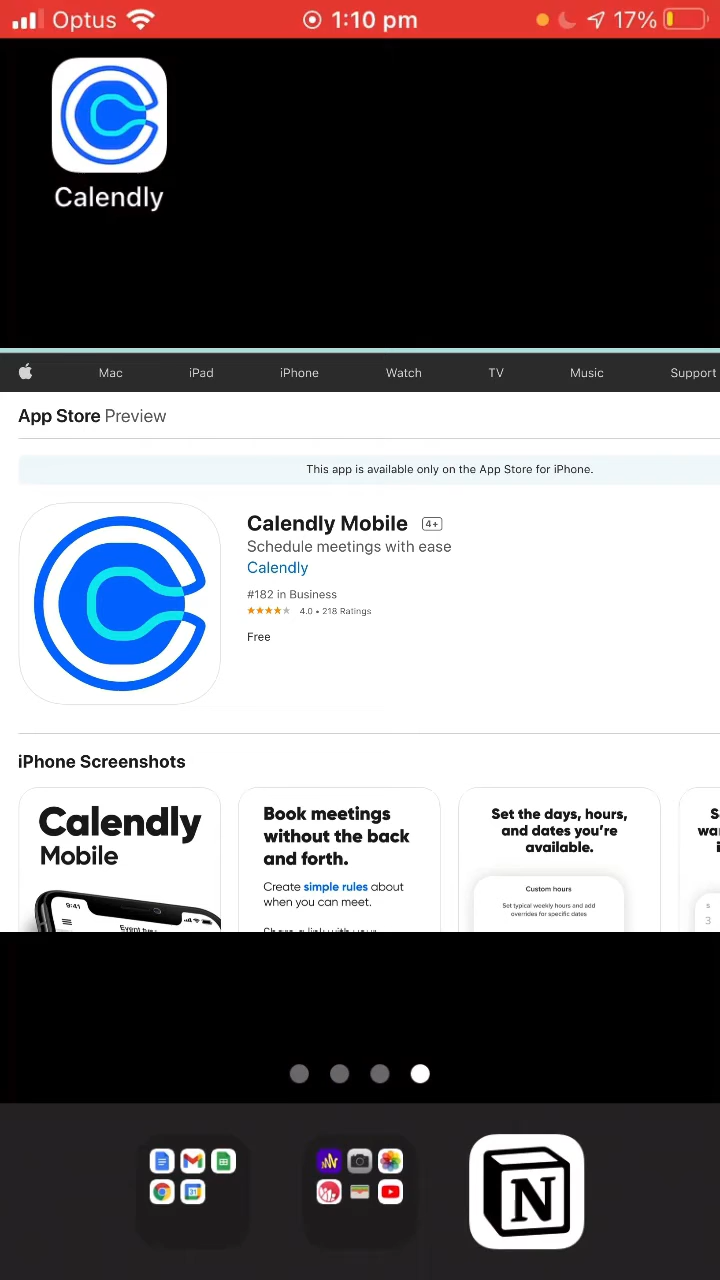 Optus 1:10 pm 17%
Calendly
Mac iPad iPhone Watch TV Music Support
App Store Preview
This app is available only on the App Store for iPhone.
Calendly Mobile 4+
Schedule meetings with ease
Calendly
#182 in Business
4.0 • 218 Ratings
Free
iPhone Screenshots
Calendly
Mobile
9:41
Book meetings
without the back
and forth.
Create simple rules about
when you can meet.
Set the days, hours,
and dates you’re
available.
Custom hours
Set typical weekly hours and add
overrides for specific dates
S
3
31
N